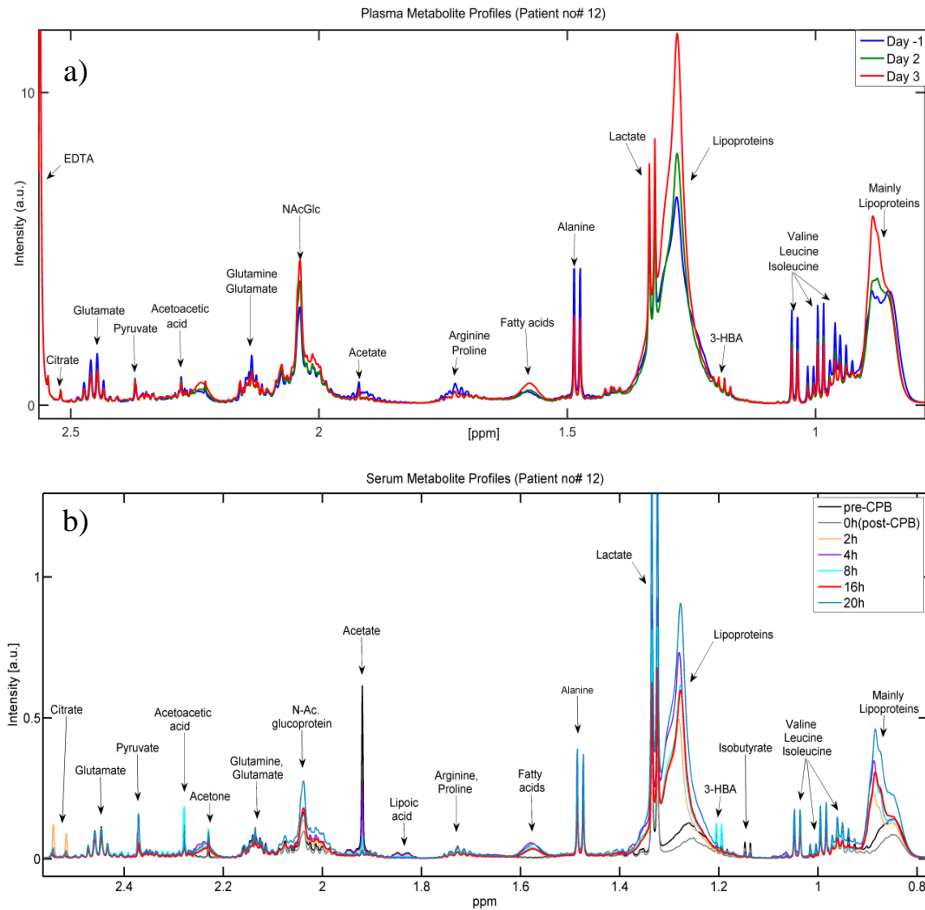 Plasma Metabolite Profiles (Patient no# 12)
a)
Day -1
Day 2
Day 3
10
0
Intensity (a.u.)
EDTA
Citrate
Glutamate
Pyruvate
Acetoacetic
acid
Glutamine
Glutamate
NAcGlc
Acetate
Arginine
Proline
Fatty acids
Alanine
Lactate
Lipoproteins
3-HBA
Valine
Leucine
Isoleucine
Mainly
Lipoproteins
2.5
2
1.5
1
[ppm]
Serum Metabolite Profiles (Patient no# 12)
b)
pre-CPB
0h(post-CPB)
2h
4h
8h
16h
20h
1
0.5
0
Intensity [a.u.]
Citrate
Glutamate
Pyruvate
Acetoacetic
acid
Acetone
Glutamine,
Glutamate
N-Ac.
glucoprotein
Acetate
Lipoic
acid
Arginine,
Proline
Fatty
acids
Alanine
Lactate
Lipoproteins
3-HBA
Isobutyrate
Valine
Leucine
Isoleucine
Mainly
Lipoproteins
2.4
2.2
2.0
1.8
1.6
1.4
1.2
1
0.8
ppm